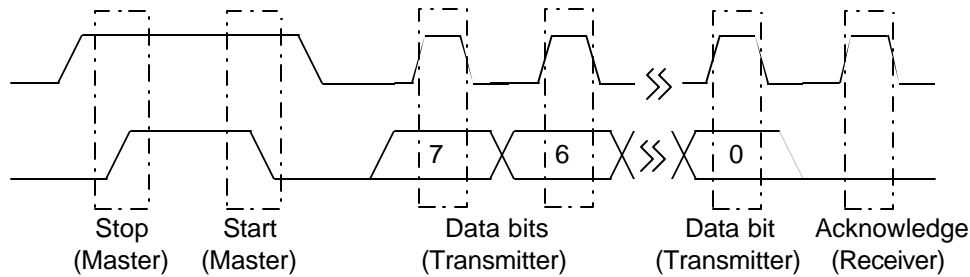 7 6 0
Stop Start Data bits Data bit Acknowledge
(Master) (Master) (Transmitter) (Transmitter) (Receiver)